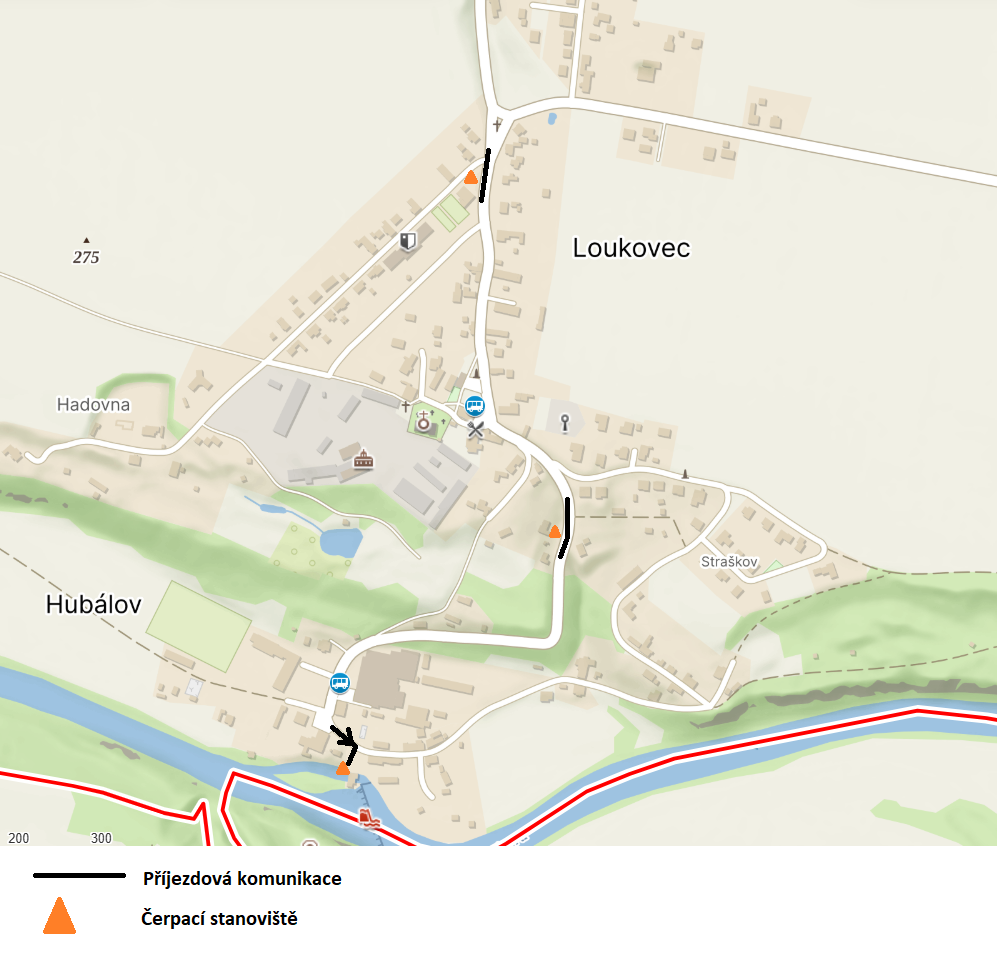 Loukovec
275
Hadovna
Straškov
Hubálov
200
300
Příjezdová komunikace
Čerpací stanoviště